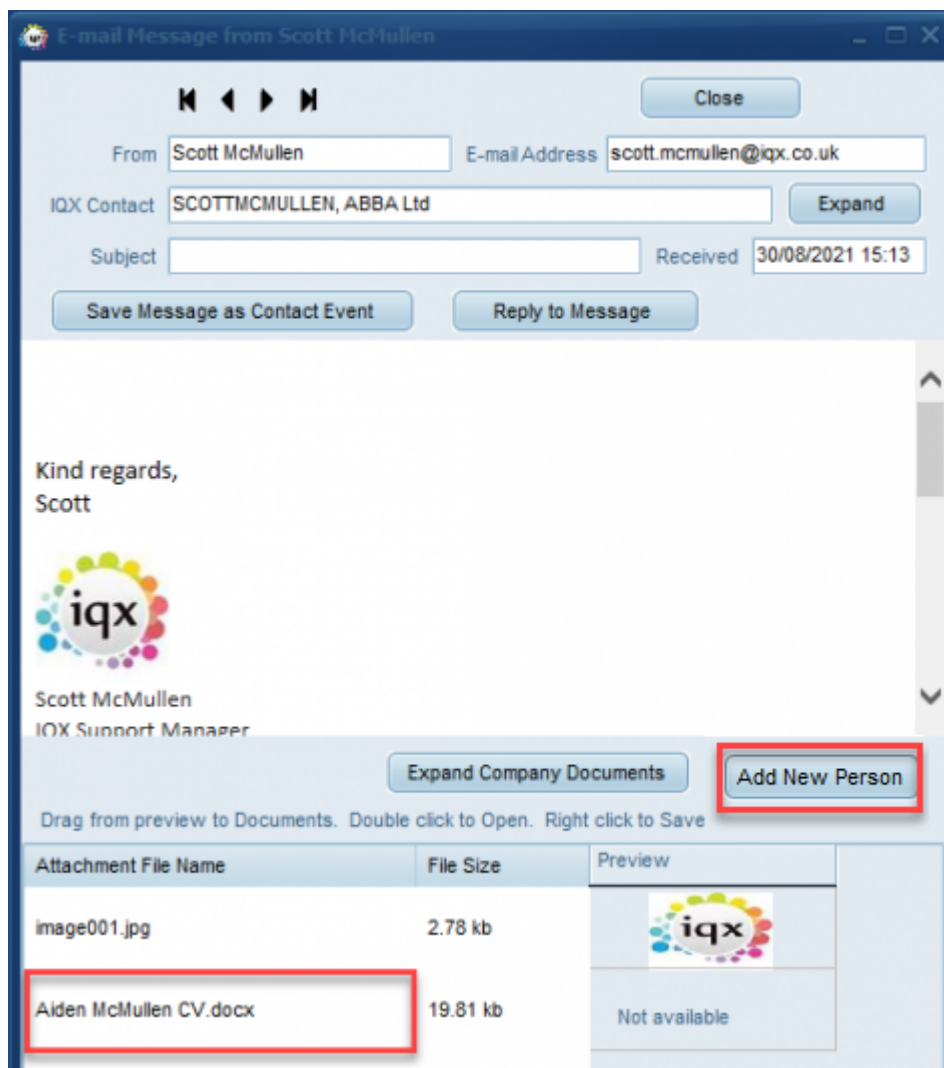 E-mail Message from Scott McMullen
Close
From Scott McMullen E-mail Address scott.mcmullen@iqx.co.uk
IQX Contact SCOTTMCMULLEN, ABBA Ltd Expand
Subject Received 30/08/2021 15:13
Save Message as Contact Event Reply to Message
Kind regards,
Scott
iqx
Scott McMullen
IQX Support Manager
Expand Company Documents Add New Person
Drag from preview to Documents. Double click to Open. Right click to Save
Attachment File Name File Size Preview
image001.jpg 2.78 kb iqx
Aiden McMullen CV.docx 19.81 kb Not available